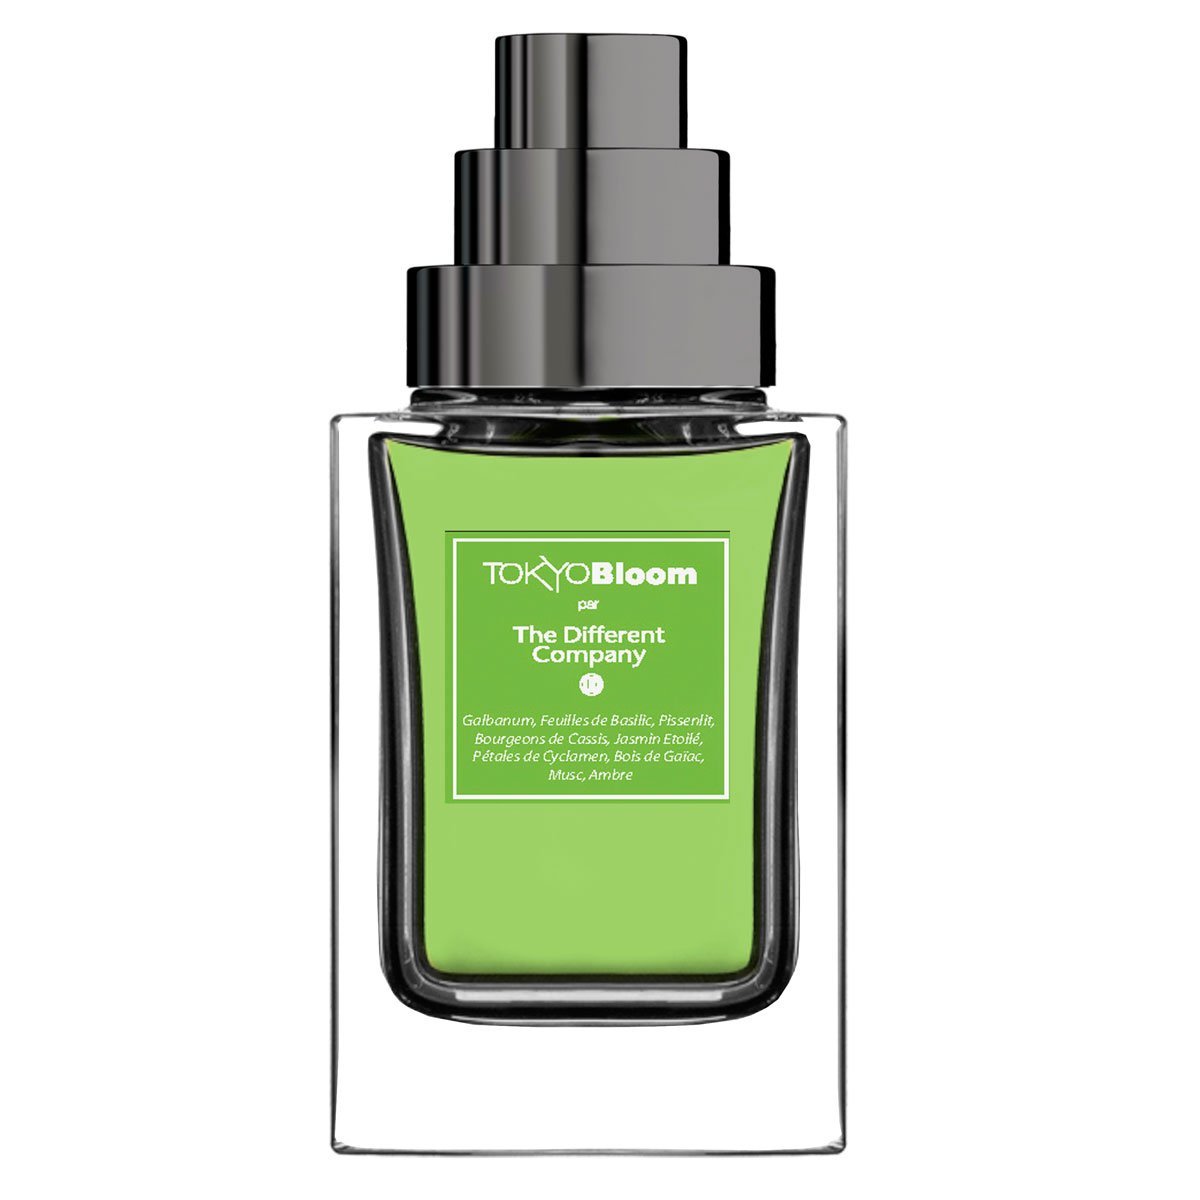 TOKYOBloom
par
The Different
Company
Galbanum, Feuilles de Basilic, Pissenlit,
Bourgeons de Cassis, Jasmin Etoilé,
Pétales de Cyclamen, Bois de Gaïac,
Musc, Ambre